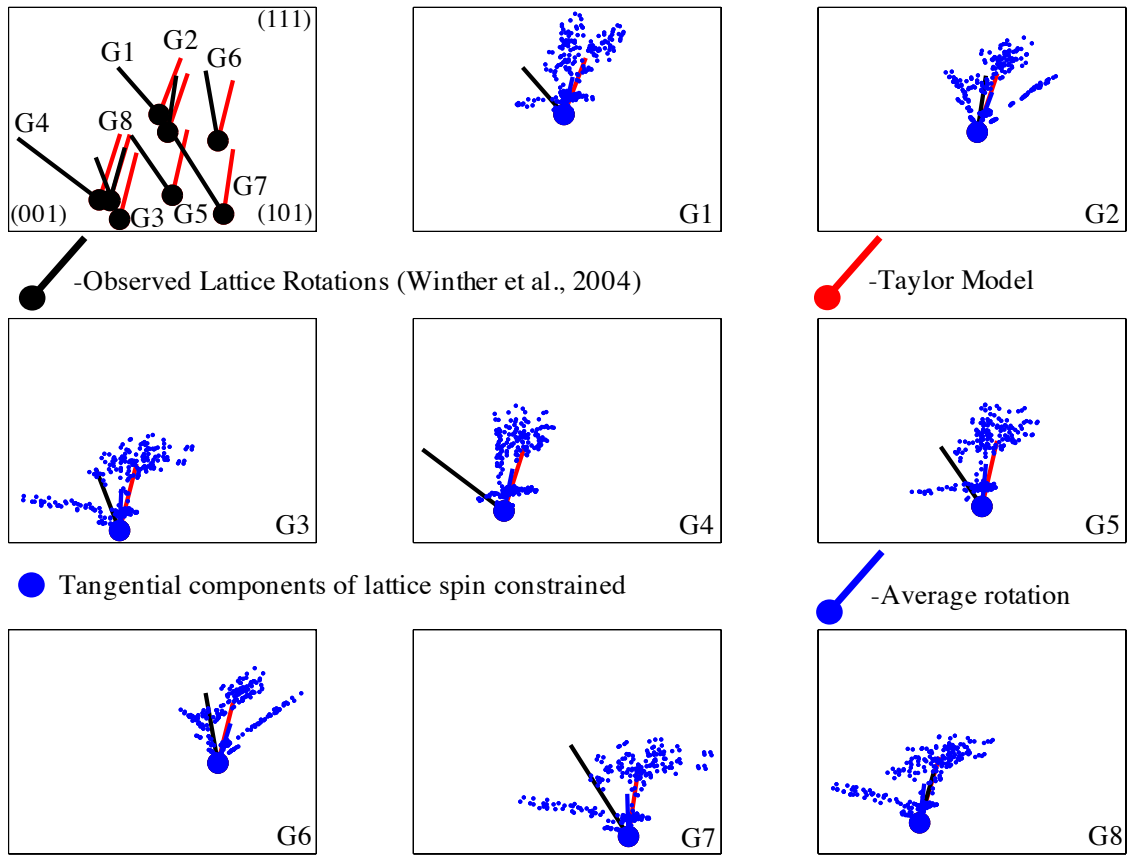 (111)
G1
G2
G6
G4
G8
G7
(001)
G3
G5
(101)
G1
G2
-Observed Lattice Rotations (Winther et al., 2004)
-Taylor Model
G3
G4
G5
Tangential components of lattice spin constrained
-Average rotation
G6
G7
G8